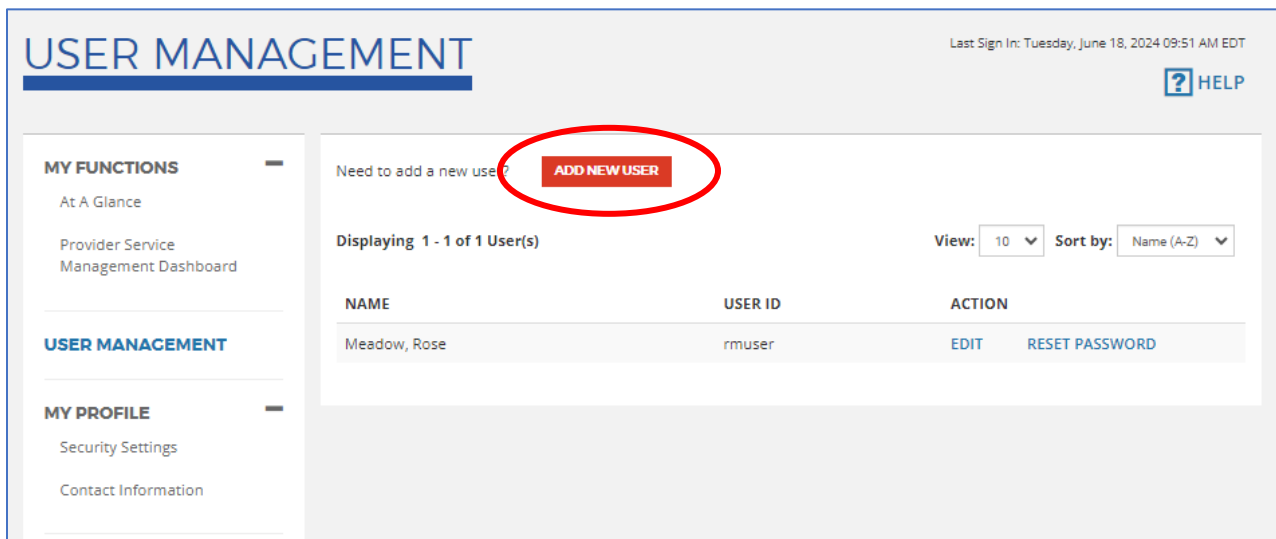 USER MANAGEMENT
Last Sign In: Tuesday, June 18, 2024 09:51 AM EDT
? HELP
MY FUNCTIONS
At A Glance
Provider Service
Management Dashboard
USER MANAGEMENT
MY PROFILE
Security Settings
Contact Information
Need to add a new user? ADD NEW USER
Displaying 1 - 1 of 1 User(s) View: 10 Sort by: Name (A-Z)
NAME USER ID ACTION
Meadow, Rose rmuser EDIT RESET PASSWORD